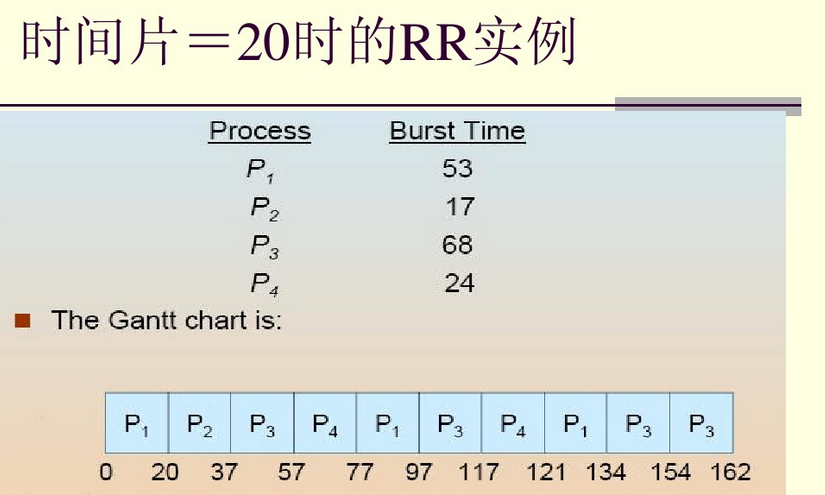 时间片＝20时的RR实例
Process Burst Time
P1 53
P2 17
P3 68
P4 24
The Gantt chart is:
P1 P2 P3 P4 P1 P3 P4 P1 P3 P3
0 20 37 57 77 97 117 121 134 154 162